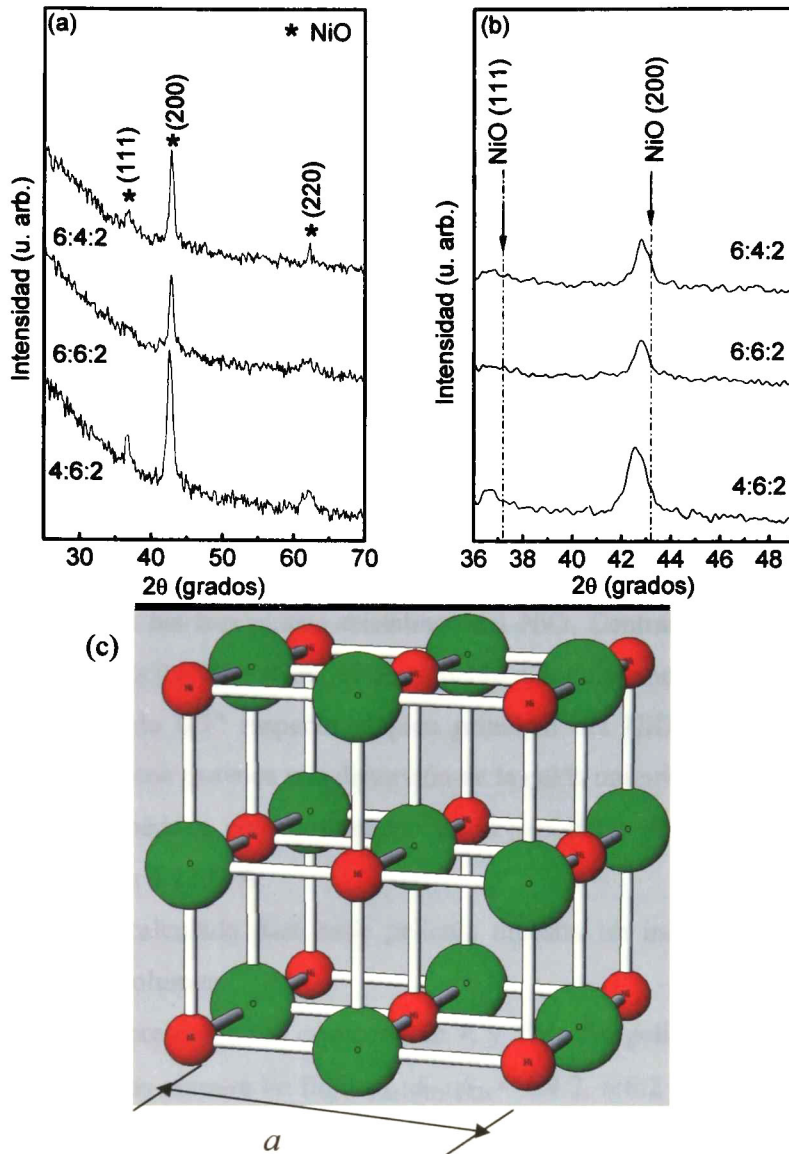 (a)
* NiO
* (111)
* (200)
* (220)
6:4:2
6:6:2
4:6:2
Intensidad (u. arb.)
30 40 50 60 70
2θ (grados)
(b)
NiO (111)
NiO (200)
6:4:2
6:6:2
4:6:2
Intensidad (u. arb.)
36 38 40 42 44 46 48
2θ (grados)
(c)
a